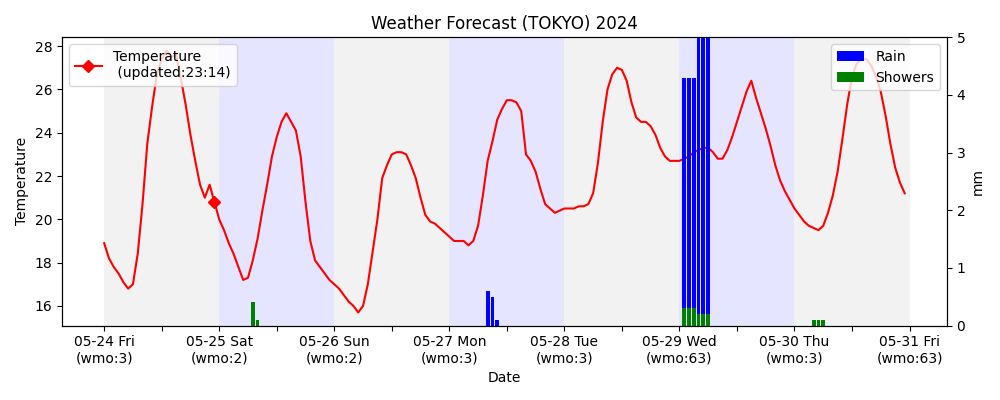 Weather Forecast (TOKYO) 2024
Temperature
(updated:23:14)
Rain
Showers
Temperature
28
26
24
22
20
18
16
5
4
3
2
1
0
mm
05-24 Fri
(wmo:3)
05-25 Sat
(wmo:2)
05-26 Sun
(wmo:2)
05-27 Mon
(wmo:3)
05-28 Tue
(wmo:3)
05-29 Wed
(wmo:63)
05-30 Thu
(wmo:3)
05-31 Fri
(wmo:63)
Date